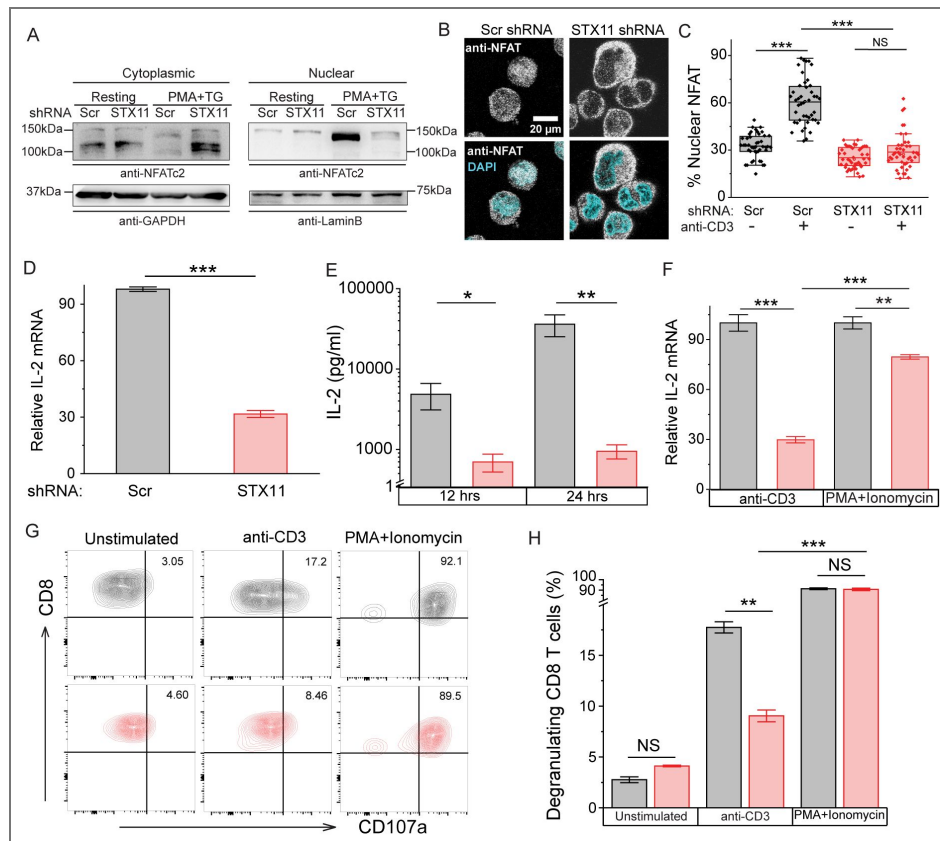 A
Cytoplasmic
Nuclear
Resting
PMA+TG
Resting
PMA+TG
shRNA
Scr STX11 Scr STX11
Scr STX11 Scr STX11
150kDa
100kDa
150kDa
100kDa
anti-NFATc2
anti-NFATc2
37kDa
75kDa
anti-GAPDH
anti-LaminB
B
Scr shRNA
STX11 shRNA
anti-NFAT
20 µm
anti-NFAT
DAPI
C
% Nuclear NFAT
90
60
30
0
***
***
NS
shRNA: Scr Scr STX11 STX11
anti-CD3 - + - +
D
Relative IL-2 mRNA
90
60
30
0
***
shRNA: Scr STX11
E
IL-2 (pg/ml)
100000
10000
1000
1
*
**
12 hrs
24 hrs
F
Relative IL-2 mRNA
90
60
30
0
***
***
**
anti-CD3
PMA+Ionomycin
G
Unstimulated
anti-CD3
PMA+Ionomycin
3.05
17.2
92.1
4.60
8.46
89.5
CD8
CD107a
H
Degranulating CD8 T cells (%)
100
90
15
10
5
0
NS
**
***
NS
Unstimulated
anti-CD3
PMA+Ionomycin